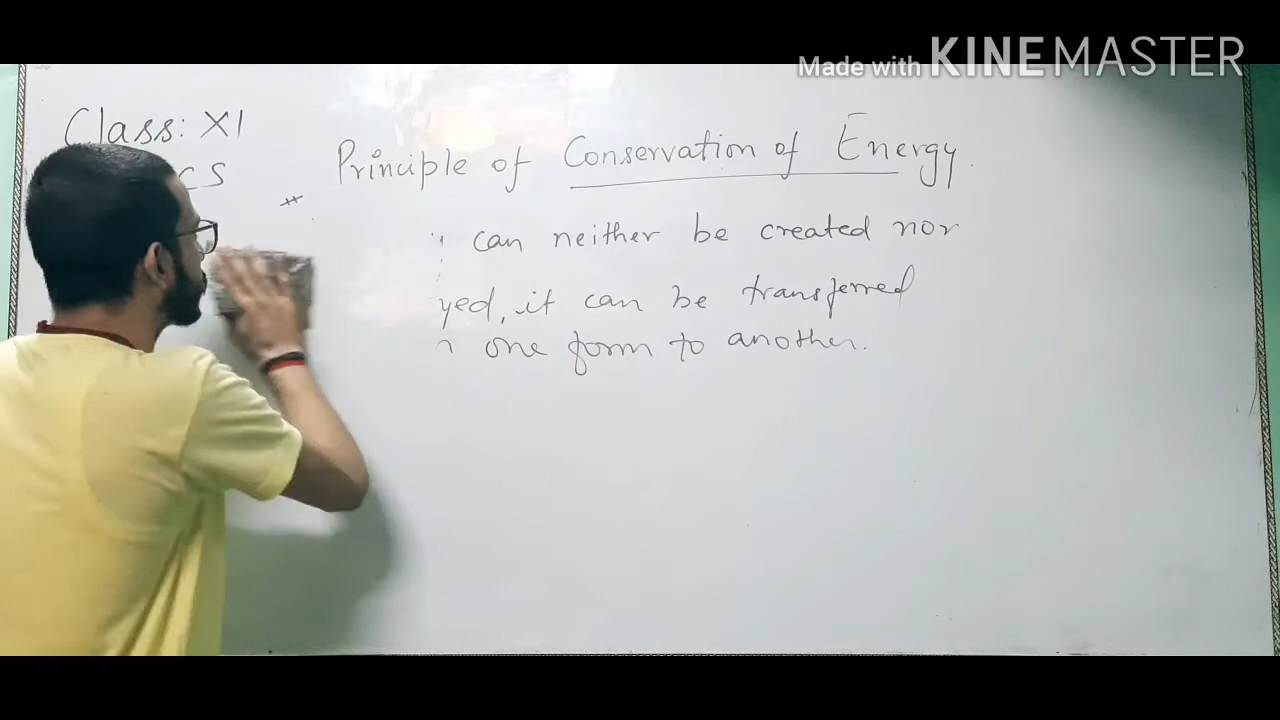 Made with KINEMASTER
Class: XI
CS
Principle of Conservation of Energy.
can neither be created nor
yed, it can be transferred
one form to another.